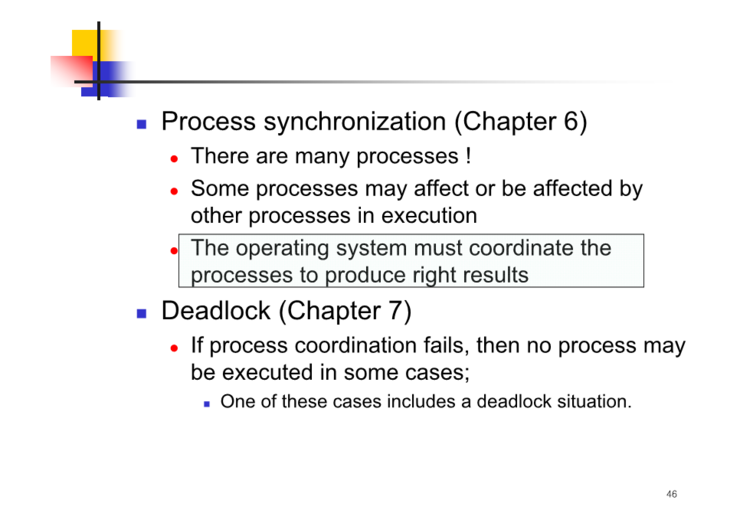 Process synchronization (Chapter 6)
There are many processes !
Some processes may affect or be affected by
other processes in execution
The operating system must coordinate the
processes to produce right results
Deadlock (Chapter 7)
If process coordination fails, then no process may
be executed in some cases;
One of these cases includes a deadlock situation.
46